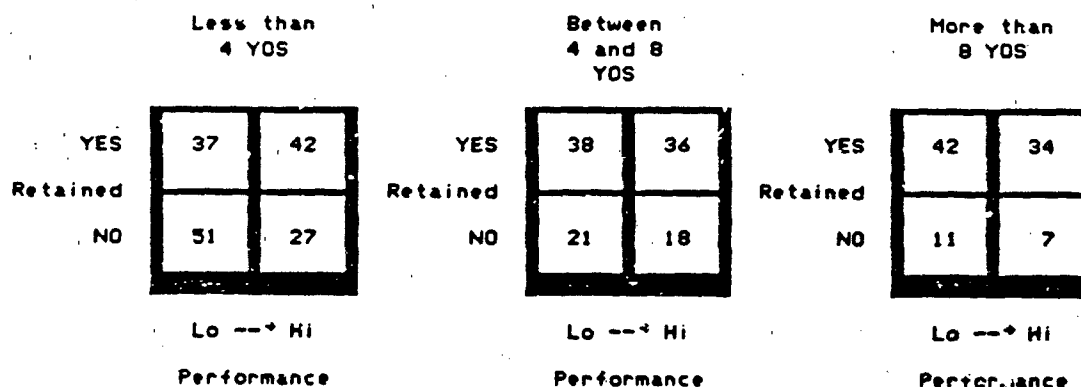 Less than
4 YOS
YES
37 42
Retained
NO
51 27
Lo --→ Hi
Performance
Between
4 and 8
YOS
YES
38 36
Retained
NO
21 18
Lo --→ Hi
Performance
More than
8 YOS
YES
42 34
Retained
NO
11 7
Lo --→ Hi
Performance